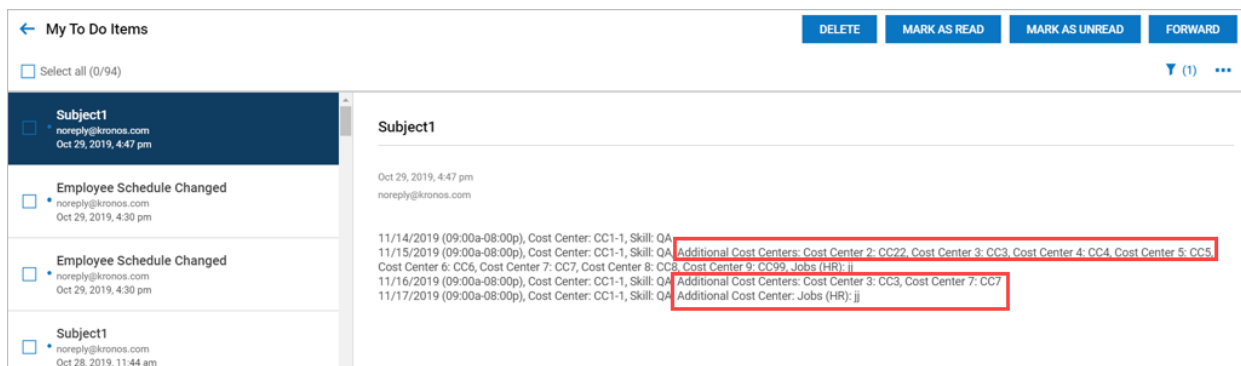 My To Do Items
DELETE
MARK AS READ
MARK AS UNREAD
FORWARD
Select all (0/94)
(1)
Subject1
noreply@kronos.com
Oct 29, 2019, 4:47 pm
Employee Schedule Changed
noreply@kronos.com
Oct 29, 2019, 4:30 pm
Employee Schedule Changed
noreply@kronos.com
Oct 29, 2019, 4:30 pm
Subject1
noreply@kronos.com
Oct 28, 2019, 11:44 am
Subject1
Oct 29, 2019, 4:47 pm
noreply@kronos.com
11/14/2019 (09:00a-08:00p), Cost Center: CC1-1, Skill: QA
11/15/2019 (09:00a-08:00p), Cost Center: CC1-1, Skill: QA, Additional Cost Centers: Cost Center 2: CC22, Cost Center 3: CC3, Cost Center 4: CC4, Cost Center 5: CC5,
Cost Center 6: CC6, Cost Center 7: CC7, Cost Center 8: CC8, Cost Center 9: CC99, Jobs (HR): jj
11/16/2019 (09:00a-08:00p), Cost Center: CC1-1, Skill: QA, Additional Cost Centers: Cost Center 3: CC3, Cost Center 7: CC7
11/17/2019 (09:00a-08:00p), Cost Center: CC1-1, Skill: QA, Additional Cost Center: Jobs (HR): jj